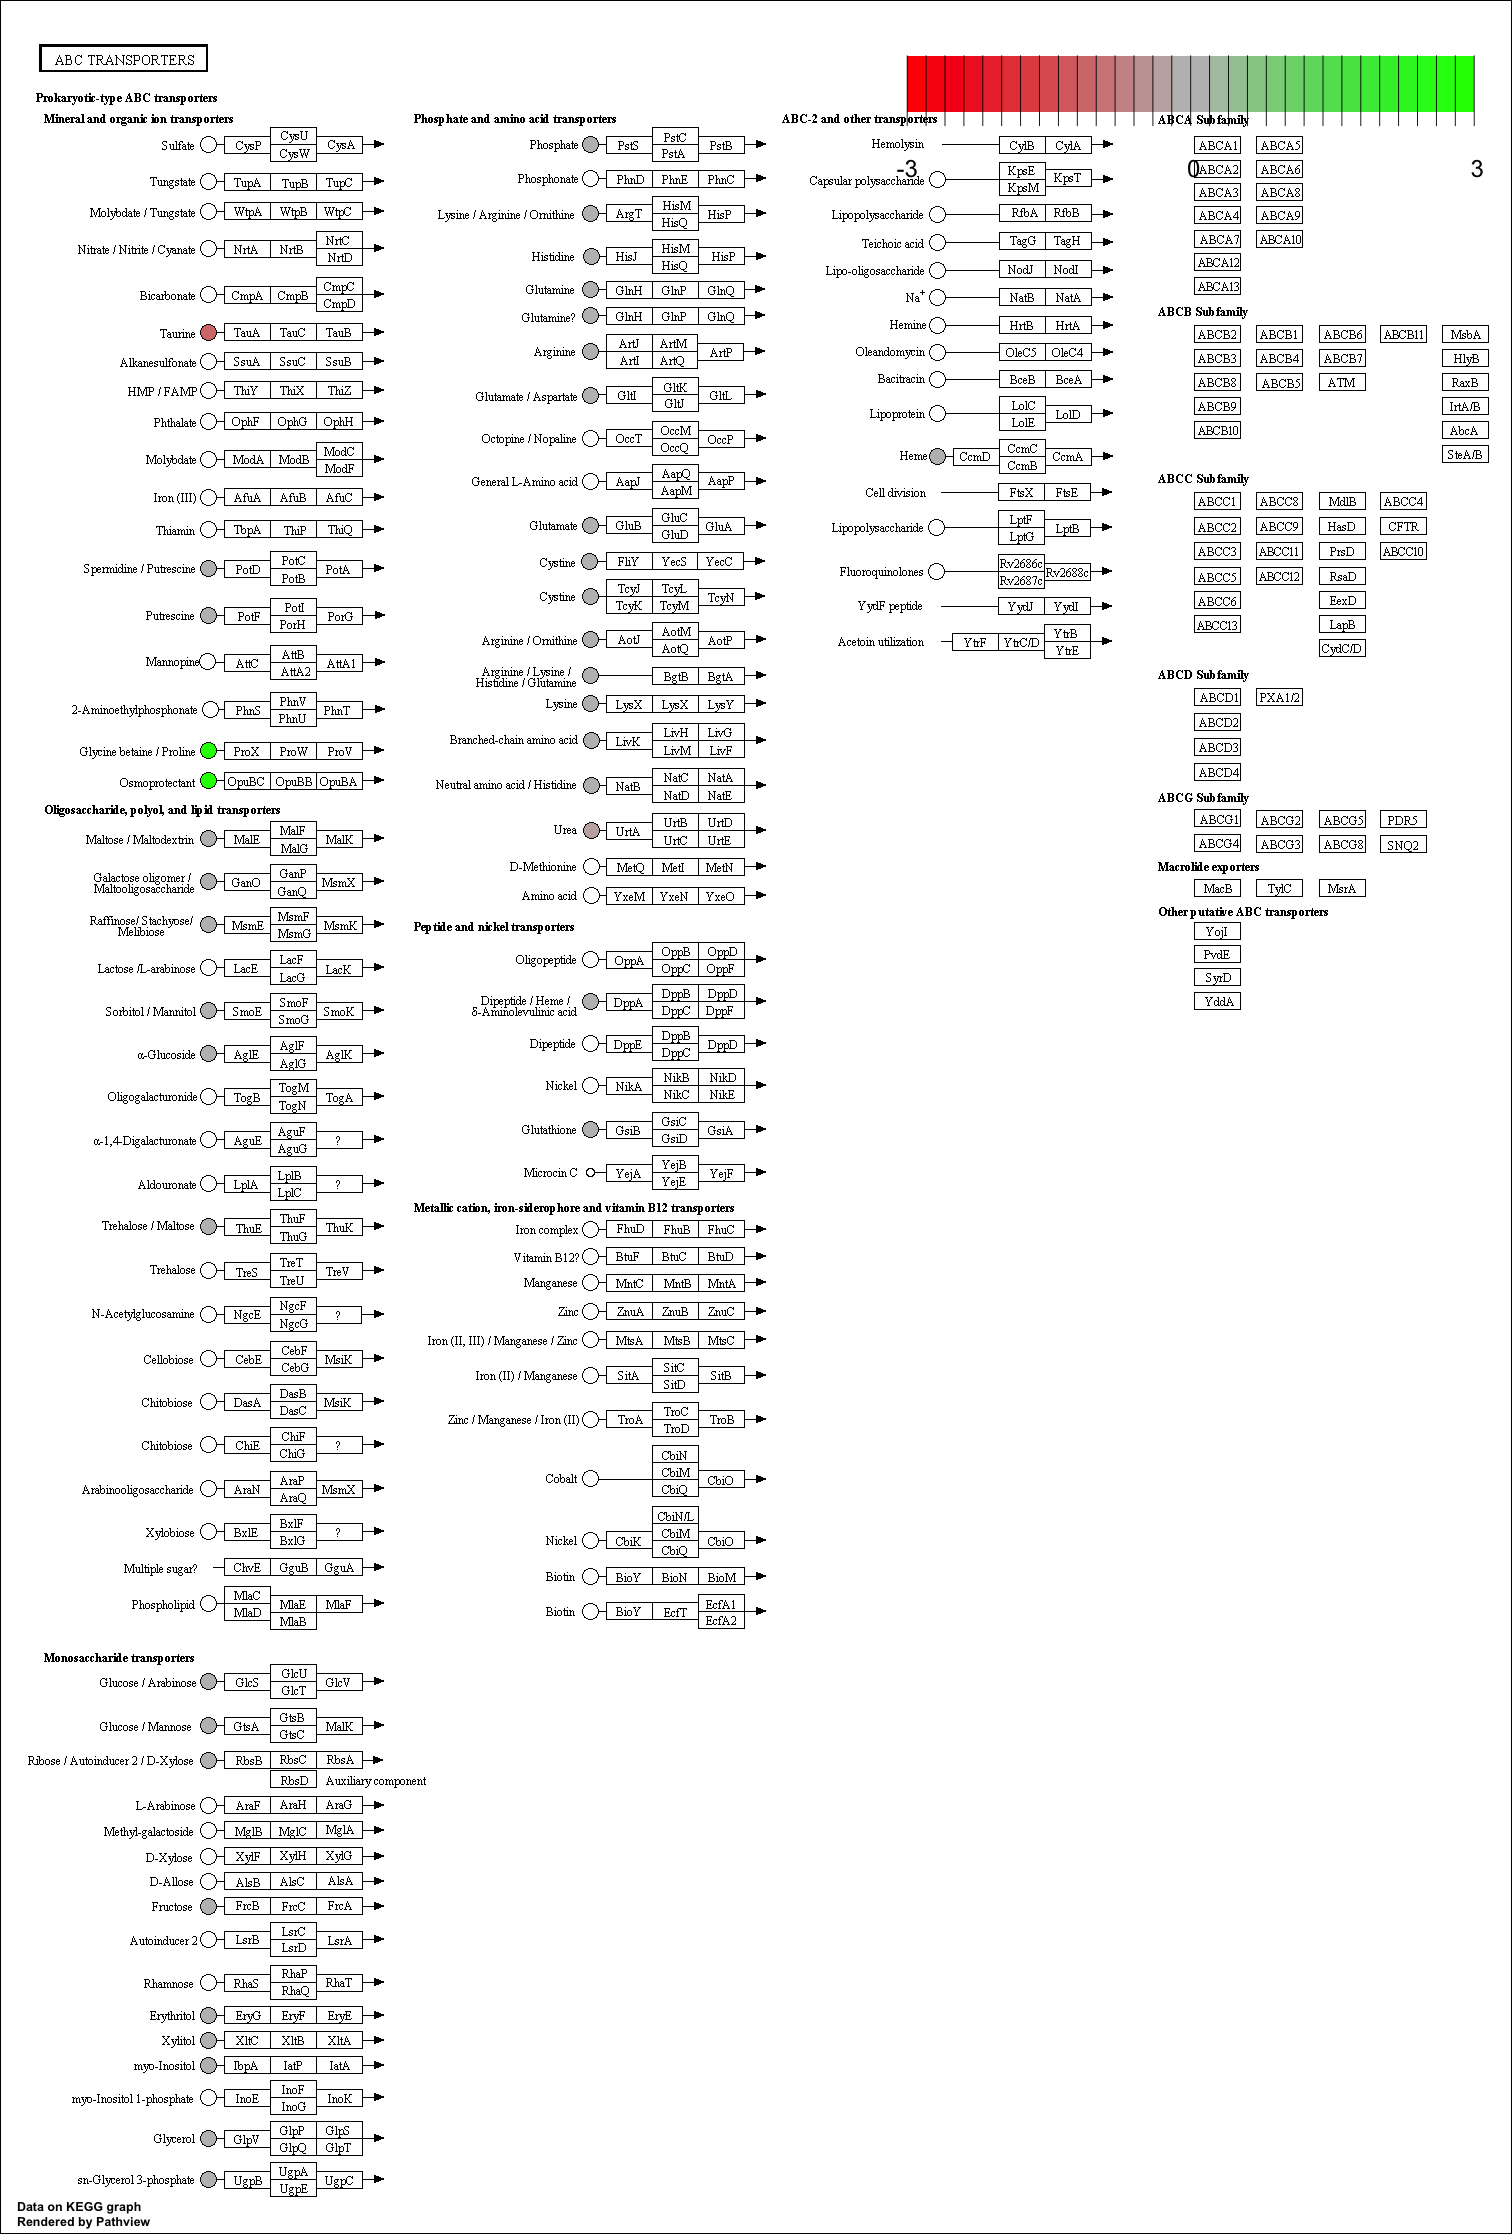 ABC TRANSPORTERS
-3 0 3
Prokaryotic-type ABC transporters
Mineral and organic ion transporters
Sulfate CysP CysU CysW CysA
Tungstate TupA TupB TupC
Molybdate / Tungstate WtpA WtpB WtpC
Nitrate / Nitrite / Cyanate NrtA NrtB NrtC NrtD
Bicarbonate CmpA CmpB CmpC CmpD
Taurine TauA TauC TauB
Alkanesulfonate SsuA SsuC SsuB
HMP / FAMP ThiY ThiX ThiZ
Phthalate OphF OphG OphH
Molybdate ModA ModB ModC ModF
Iron (III) AfuA AfuB AfuC
Thiamin TbpA ThiP ThiQ
Spermidine / Putrescine PotD PotC PotB PotA
Putrescine PotF PotI PorH PorG
Mannopine AttC AttB AttA2 AttA1
2-Aminoethylphosphonate PhnS PhnV PhnU PhnT
Glycine betaine / Proline ProX ProW ProV
Osmoprotectant OpuBC OpuBB OpuBA
Oligosaccharide, polyol, and lipid transporters
Maltose / Maltodextrin MalE MalF MalG MalK
Galactose oligomer /
Maltooligosaccharide GanO GanP GanQ MsmX
Raffinose/ Stachyose/
Melibiose MsmE MsmF MsmG MsmK
Lactose /L-arabinose LacE LacF LacG LacK
Sorbitol / Mannitol SmoE SmoF SmoG SmoK
α-Glucoside AglE AglF AglG AglK
Oligogalacturonide TogB TogM TogN TogA
α-1,4-Digalacturonate AguE AguF AguG ?
Aldouronate LplA LplB LplC ?
Trehalose / Maltose ThuE ThuF ThuG ThuK
Trehalose TreS TreT TreU TreV
N-Acetylglucosamine NgcE NgcF NgcG ?
Cellobiose CebE CebF CebG MsiK
Chitobiose DasA DasB DasC MsiK
Chitobiose ChiE ChiF ChiG ?
Arabinooligosaccharide AraN AraP AraQ MsmX
Xylobiose BxlE BxlF BxlG ?
Multiple sugar? ChvE GguB GguA
Phospholipid MlaC MlaD MlaE MlaB MlaF
Monosaccharide transporters
Glucose / Arabinose GlcS GlcU GlcT GlcV
Glucose / Mannose GtsA GtsB GtsC MalK
Ribose / Autoinducer 2 / D-Xylose RbsB RbsC RbsA
RbsD Auxiliary component
L-Arabinose AraF AraH AraG
Methyl-galactoside MglB MglC MglA
D-Xylose XylF XylH XylG
D-Allose AlsB AlsC AlsA
Fructose FrcB FrcC FrcA
Autoinducer 2 LsrB LsrC LsrD LsrA
Rhamnose RhaS RhaP RhaQ RhaT
Erythritol EryG EryF EryE
Xylitol XltC XltB XltA
myo-Inositol IbpA IatP IatA
myo-Inositol 1-phosphate InoE InoF InoG InoK
Glycerol GlpV GlpP GlpQ GlpS GlpT
sn-Glycerol 3-phosphate UgpB UgpA UgpE UgpC
Phosphate and amino acid transporters
Phosphate PstS PstC PstA PstB
Phosphonate PhnD PhnE PhnC
Lysine / Arginine / Ornithine ArgT HisM HisQ HisP
Histidine HisJ HisM HisQ HisP
Glutamine GlnH GlnP GlnQ
Glutamine? GlnH GlnP GlnQ
Arginine ArtJ ArtI ArtM ArtQ ArtP
Glutamate / Aspartate GltI GltK GltJ GltL
Octopine / Nopaline OccT OccM OccQ OccP
General L-Amino acid AapJ AapQ AapM AapP
Glutamate GluB GluC GluD GluA
Cystine FliY YecS YecC
Cystine TcyJ TcyK TcyL TcyM TcyN
Arginine / Ornithine AotJ AotM AotQ AotP
Arginine / Lysine /
Histidine / Glutamine BgtB BgtA
Lysine LysX LysX LysY
Branched-chain amino acid LivK LivH LivM LivG LivF
Neutral amino acid / Histidine NatB NatC NatD NatA NatE
Urea UrtA UrtB UrtC UrtD UrtE
D-Methionine MetQ MetI MetN
Amino acid YxeM YxeN YxeO
Peptide and nickel transporters
Oligopeptide OppA OppB OppC OppD OppF
Dipeptide / Heme /
δ-Aminolevulinic acid DppA DppB DppC DppD DppF
Dipeptide DppE DppB DppC DppD
Nickel NikA NikB NikC NikD NikE
Glutathione GsiB GsiC GsiD GsiA
Microcin C YejA YejB YejE YejF
Metallic cation, iron-siderophore and vitamin B12 transporters
Iron complex FhuD FhuB FhuC
Vitamin B12? BtuF BtuC BtuD
Manganese MntC MntB MntA
Zinc ZnuA ZnuB ZnuC
Iron (II, III) / Manganese / Zinc MtsA MtsB MtsC
Iron (II) / Manganese SitA SitC SitD SitB
Zinc / Manganese / Iron (II) TroA TroC TroD TroB
Cobalt CbiN CbiM CbiQ CbiO
Nickel CbiK CbiN/L CbiM CbiQ CbiO
Biotin BioY BioN BioM
Biotin BioY EcfT EcfA1 EcfA2
ABC-2 and other transporters
Hemolysin CylB CylA
Capsular polysaccharide KpsE KpsM KpsT
Lipopolysaccharide RfbA RfbB
Teichoic acid TagG TagH
Lipo-oligosaccharide NodJ NodI
Na+ NatB NatA
Hemine HrtB HrtA
Oleandomycin OleC5 OleC4
Bacitracin BceB BceA
Lipoprotein LolC LolE LolD
Heme CcmD CcmC CcmB CcmA
Cell division FtsX FtsE
Lipopolysaccharide LptF LptG LptB
Fluoroquinolones Rv2686c Rv2687c Rv2688c
YydF peptide YydJ YydI
Acetoin utilization YtrF YtrC/D YtrB YtrE
ABCA Subfamily
ABCA1 ABCA5
ABCA2 ABCA6
ABCA3 ABCA8
ABCA4 ABCA9
ABCA7 ABCA10
ABCA12
ABCA13
ABCB Subfamily
ABCB2 ABCB1 ABCB6 ABCB11 MsbA
ABCB3 ABCB4 ABCB7 HlyB
ABCB8 ABCB5 ATM RaxB
ABCB9 IrtA/B
ABCB10 AbcA
SteA/B
ABCC Subfamily
ABCC1 ABCC8 MdlB ABCC4
ABCC2 ABCC9 HasD CFTR
ABCC3 ABCC11 PrsD ABCC10
ABCC5 ABCC12 RsaD
ABCC6 EexD
ABCC13 LapB
CydC/D
ABCD Subfamily
ABCD1 PXA1/2
ABCD2
ABCD3
ABCD4
ABCG Subfamily
ABCG1 ABCG2 ABCG5 PDR5
ABCG4 ABCG3 ABCG8 SNQ2
Macrolide exporters
MacB TylC MsrA
Other putative ABC transporters
YojI
PvdE
SyrD
YddA
Data on KEGG graph
Rendered by Pathview